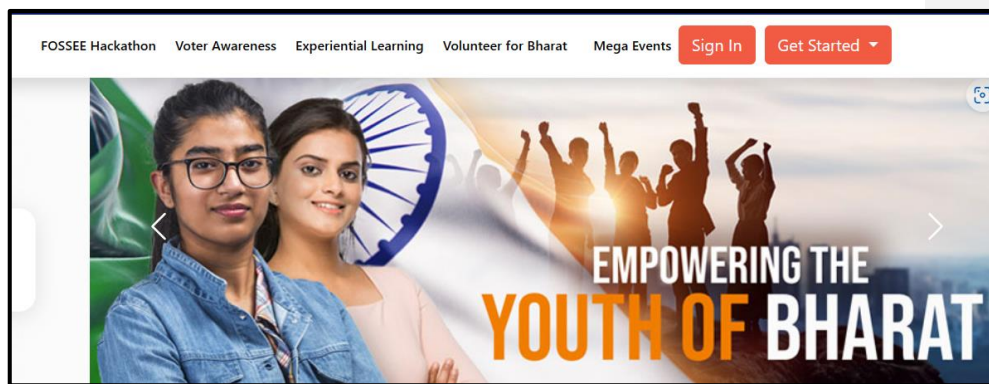 FOSSEE Hackathon Voter Awareness Experiential Learning Volunteer for Bharat Mega Events Sign In Get Started
EMPOWERING THE
YOUTH OF BHARAT